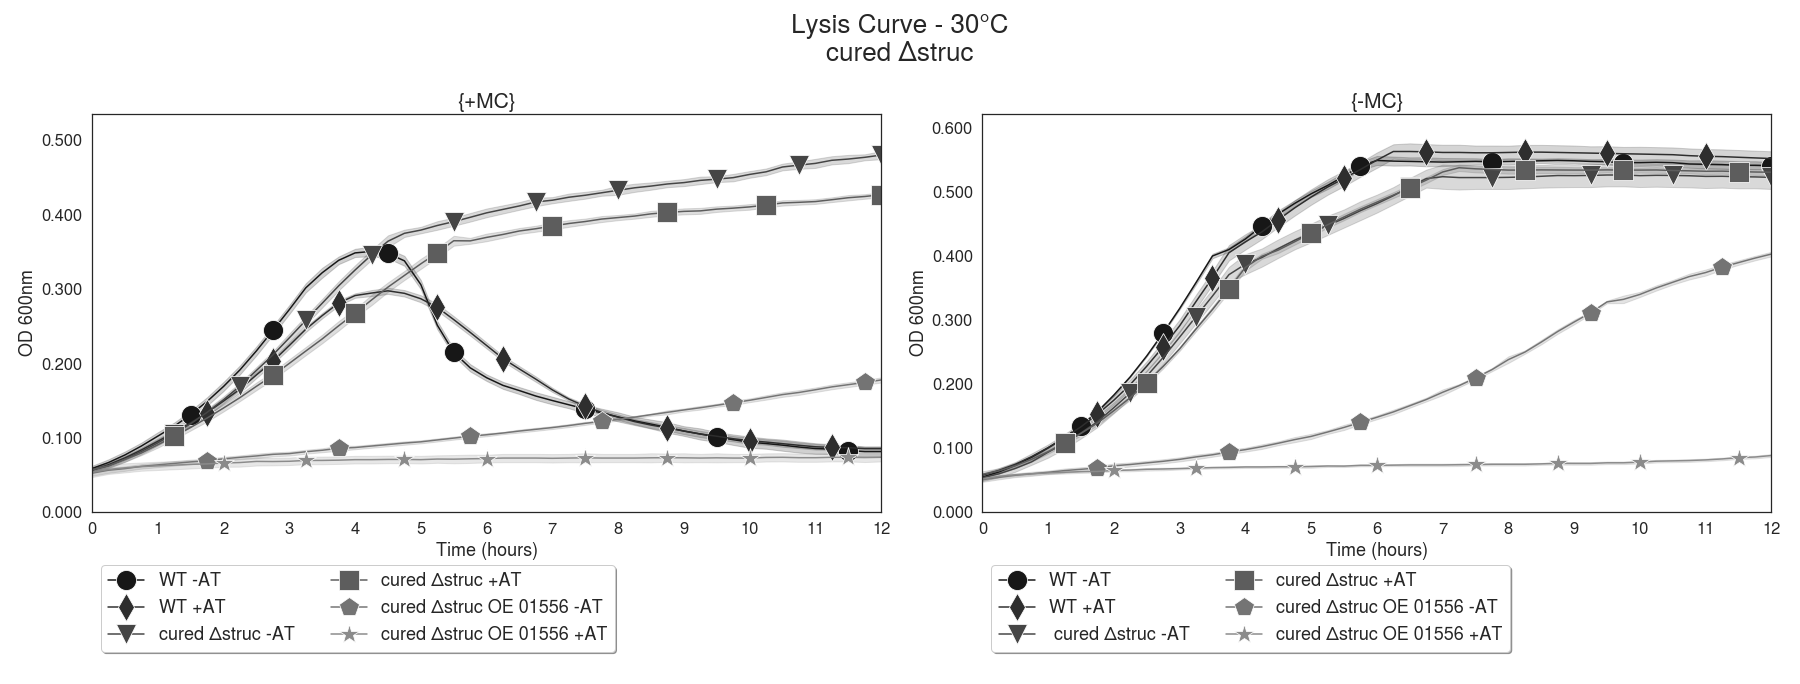 Lysis Curve - 30°C
cured Δstruc
{+MC}
0.500
0.400
0.300
0.200
0.100
0.000
OD 600nm
0 1 2 3 4 5 6 7 8 9 10 11 12
Time (hours)
WT -AT
WT +AT
cured Δstruc -AT
cured Δstruc +AT
cured Δstruc OE 01556 -AT
cured Δstruc OE 01556 +AT
{-MC}
0.600
0.500
0.400
0.300
0.200
0.100
0.000
OD 600nm
0 1 2 3 4 5 6 7 8 9 10 11 12
Time (hours)
WT -AT
WT +AT
cured Δstruc -AT
cured Δstruc +AT
cured Δstruc OE 01556 -AT
cured Δstruc OE 01556 +AT